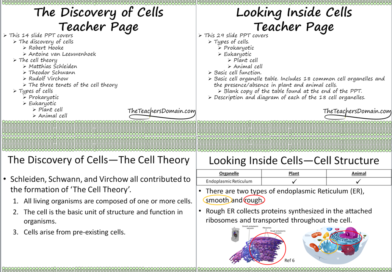 The Discovery of Cells
Teacher Page
➢ This 14 slide PPT covers
➢ The discovery of cells
➢ Robert Hooke
➢ Anton van Leeuwenhoek
➢ The cell theory
➢ Matthias Schleiden
➢ Theodor Schwann
➢ Rudolf Virchow
➢ The three tenets of the cell theory
➢ Types of cells
➢ Prokaryotic
➢ Eukaryotic
➢ Plant cell
➢ Animal cell
TheTeachersDomain.com
Looking Inside Cells
Teacher Page
➢ This 29 slide PPT covers
➢ Types of cells
➢ Prokaryotic
➢ Eukaryotic
➢ Plant cell
➢ Animal cell
➢ Basic cell function.
➢ Basic cell organelle table. Includes 18 common cell organelles and
the presence/absence in plant and animal cells.
➢ Blank copy of the table found at the end of the PPT.
➢ Description and diagram of each of the 18 cell organelles.
TheTeachersDomain.com
The Discovery of Cells—The Cell Theory
• Schleiden, Schwann, and Virchow all contributed to
the formation of ‘The Cell Theory’.
1. All living organisms are composed of one or more cells.
2. The cell is the basic unit of structure and function in
organisms.
3. Cells arise from pre-existing cells.
Looking Inside Cells—Cell Structure
Organelle Plant Animal
Endoplasmic Reticulum ✓ ✓
• There are two types of endoplasmic Reticulum (ER),
smooth and rough.
• Rough ER collects proteins synthesized in the attached
ribosomes and transported throughout the cell.
Ref 6